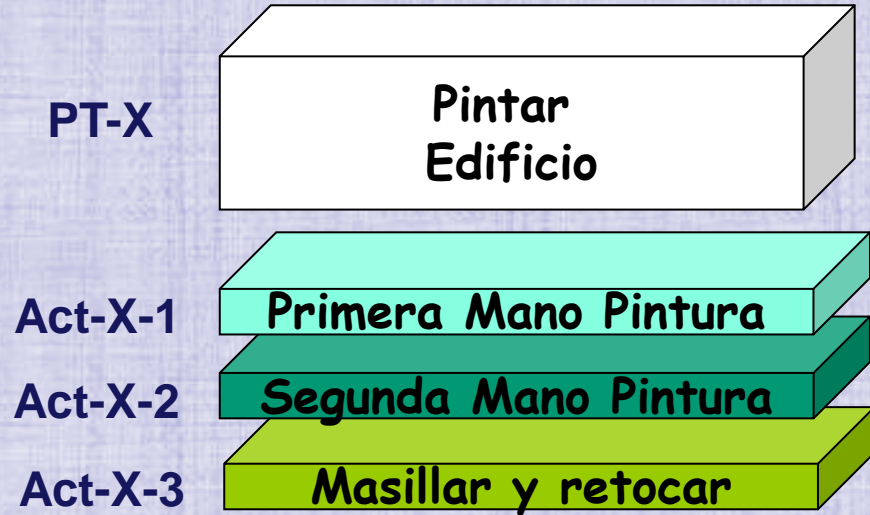 PT-X
Pintar
Edificio
Act-X-1
Primera Mano Pintura
Act-X-2
Segunda Mano Pintura
Act-X-3
Masillar y retocar